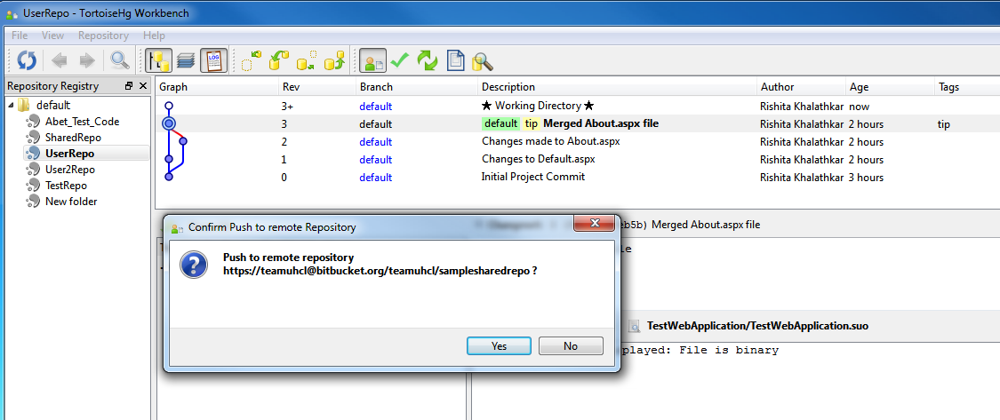 UserRepo - TortoiseHg Workbench
File View Repository Help
LOG
Repository Registry
default
Abet_Test_Code
SharedRepo
UserRepo
User2Repo
TestRepo
New folder
Graph Rev Branch Description Author Age Tags
3+ default ★ Working Directory ★ Rishita Khalathkar now
3 default default tip Merged About.aspx file Rishita Khalathkar 2 hours tip
2 default Changes made to About.aspx Rishita Khalathkar 2 hours
1 default Changes to Default.aspx Rishita Khalathkar 2 hours
0 default Initial Project Commit Rishita Khalathkar 3 hours
eb5b) Merged About.aspx file
Confirm Push to remote Repository
Push to remote repository
https://teamuhcl@bitbucket.org/teamuhcl/samplesharedrepo ?
Yes No
TestWebApplication/TestWebApplication.suo
played: File is binary